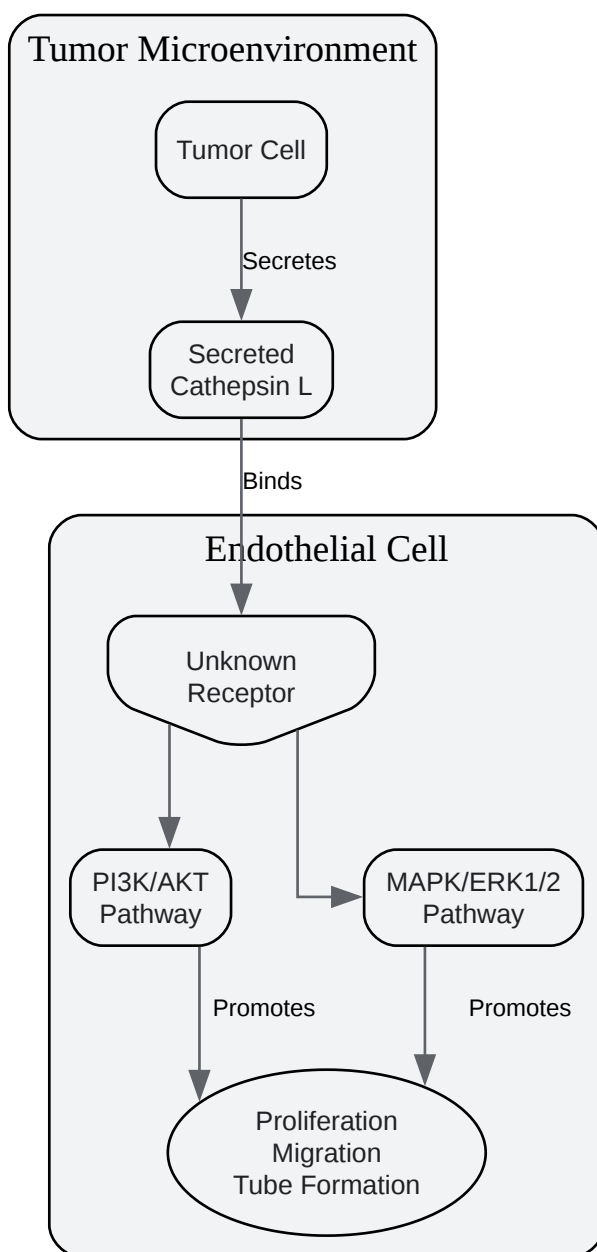 Tumor Microenvironment
Tumor Cell
Secretes
Secreted
Cathepsin L
Binds
Endothelial Cell
Unknown
Receptor
PI3K/AKT
Pathway
MAPK/ERK1/2
Pathway
Promotes
Promotes
Proliferation
Migration
Tube Formation